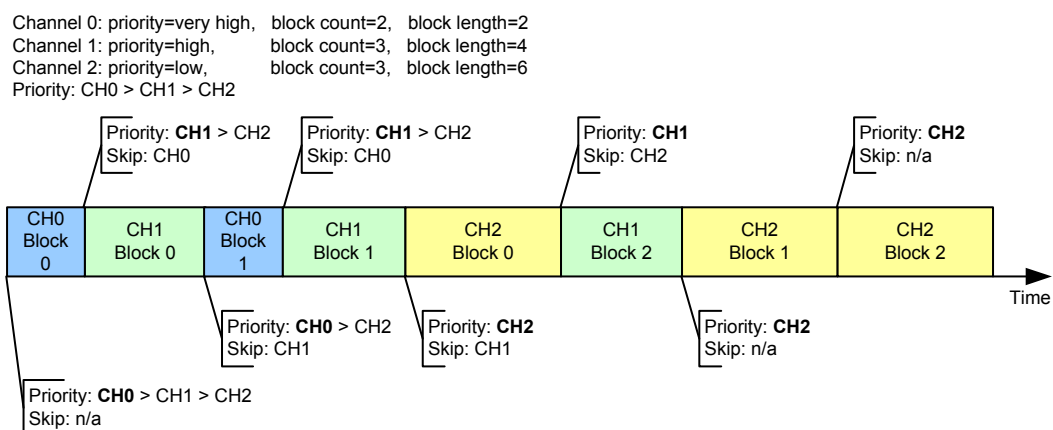 Channel 0: priority=very high, block count=2, block length=2
Channel 1: priority=high, block count=3, block length=4
Channel 2: priority=low, block count=3, block length=6
Priority: CH0 > CH1 > CH2
Priority: CH1 > CH2
Skip: CH0
Priority: CH1 > CH2
Skip: CH0
Priority: CH1
Skip: CH2
Priority: CH2
Skip: n/a
CH0
Block
0
CH1
Block 0
CH0
Block
1
CH1
Block 1
CH2
Block 0
CH1
Block 2
CH2
Block 1
CH2
Block 2
Time
Priority: CH0 > CH2
Skip: CH1
Priority: CH2
Skip: CH1
Priority: CH2
Skip: n/a
Priority: CH0 > CH1 > CH2
Skip: n/a